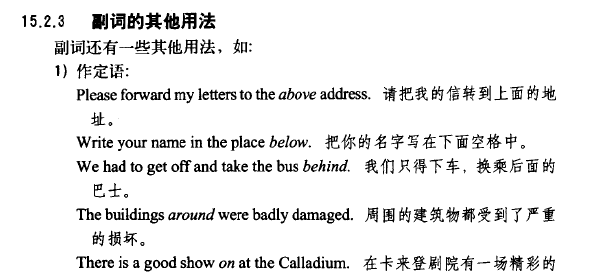 15.2.3 副词的其他用法
副词还有一些其他用法，如：
1) 作定语：
Please forward my letters to the above address. 请把我的信转到上面的地
址。
Write your name in the place below. 把你的名字写在下面空格中。
We had to get off and take the bus behind. 我们只得下车，换乘后面的
巴士。
The buildings around were badly damaged. 周围的建筑物都受到了严重
的损坏。
There is a good show on at the Calladium. 在卡来登剧院有一场精彩的